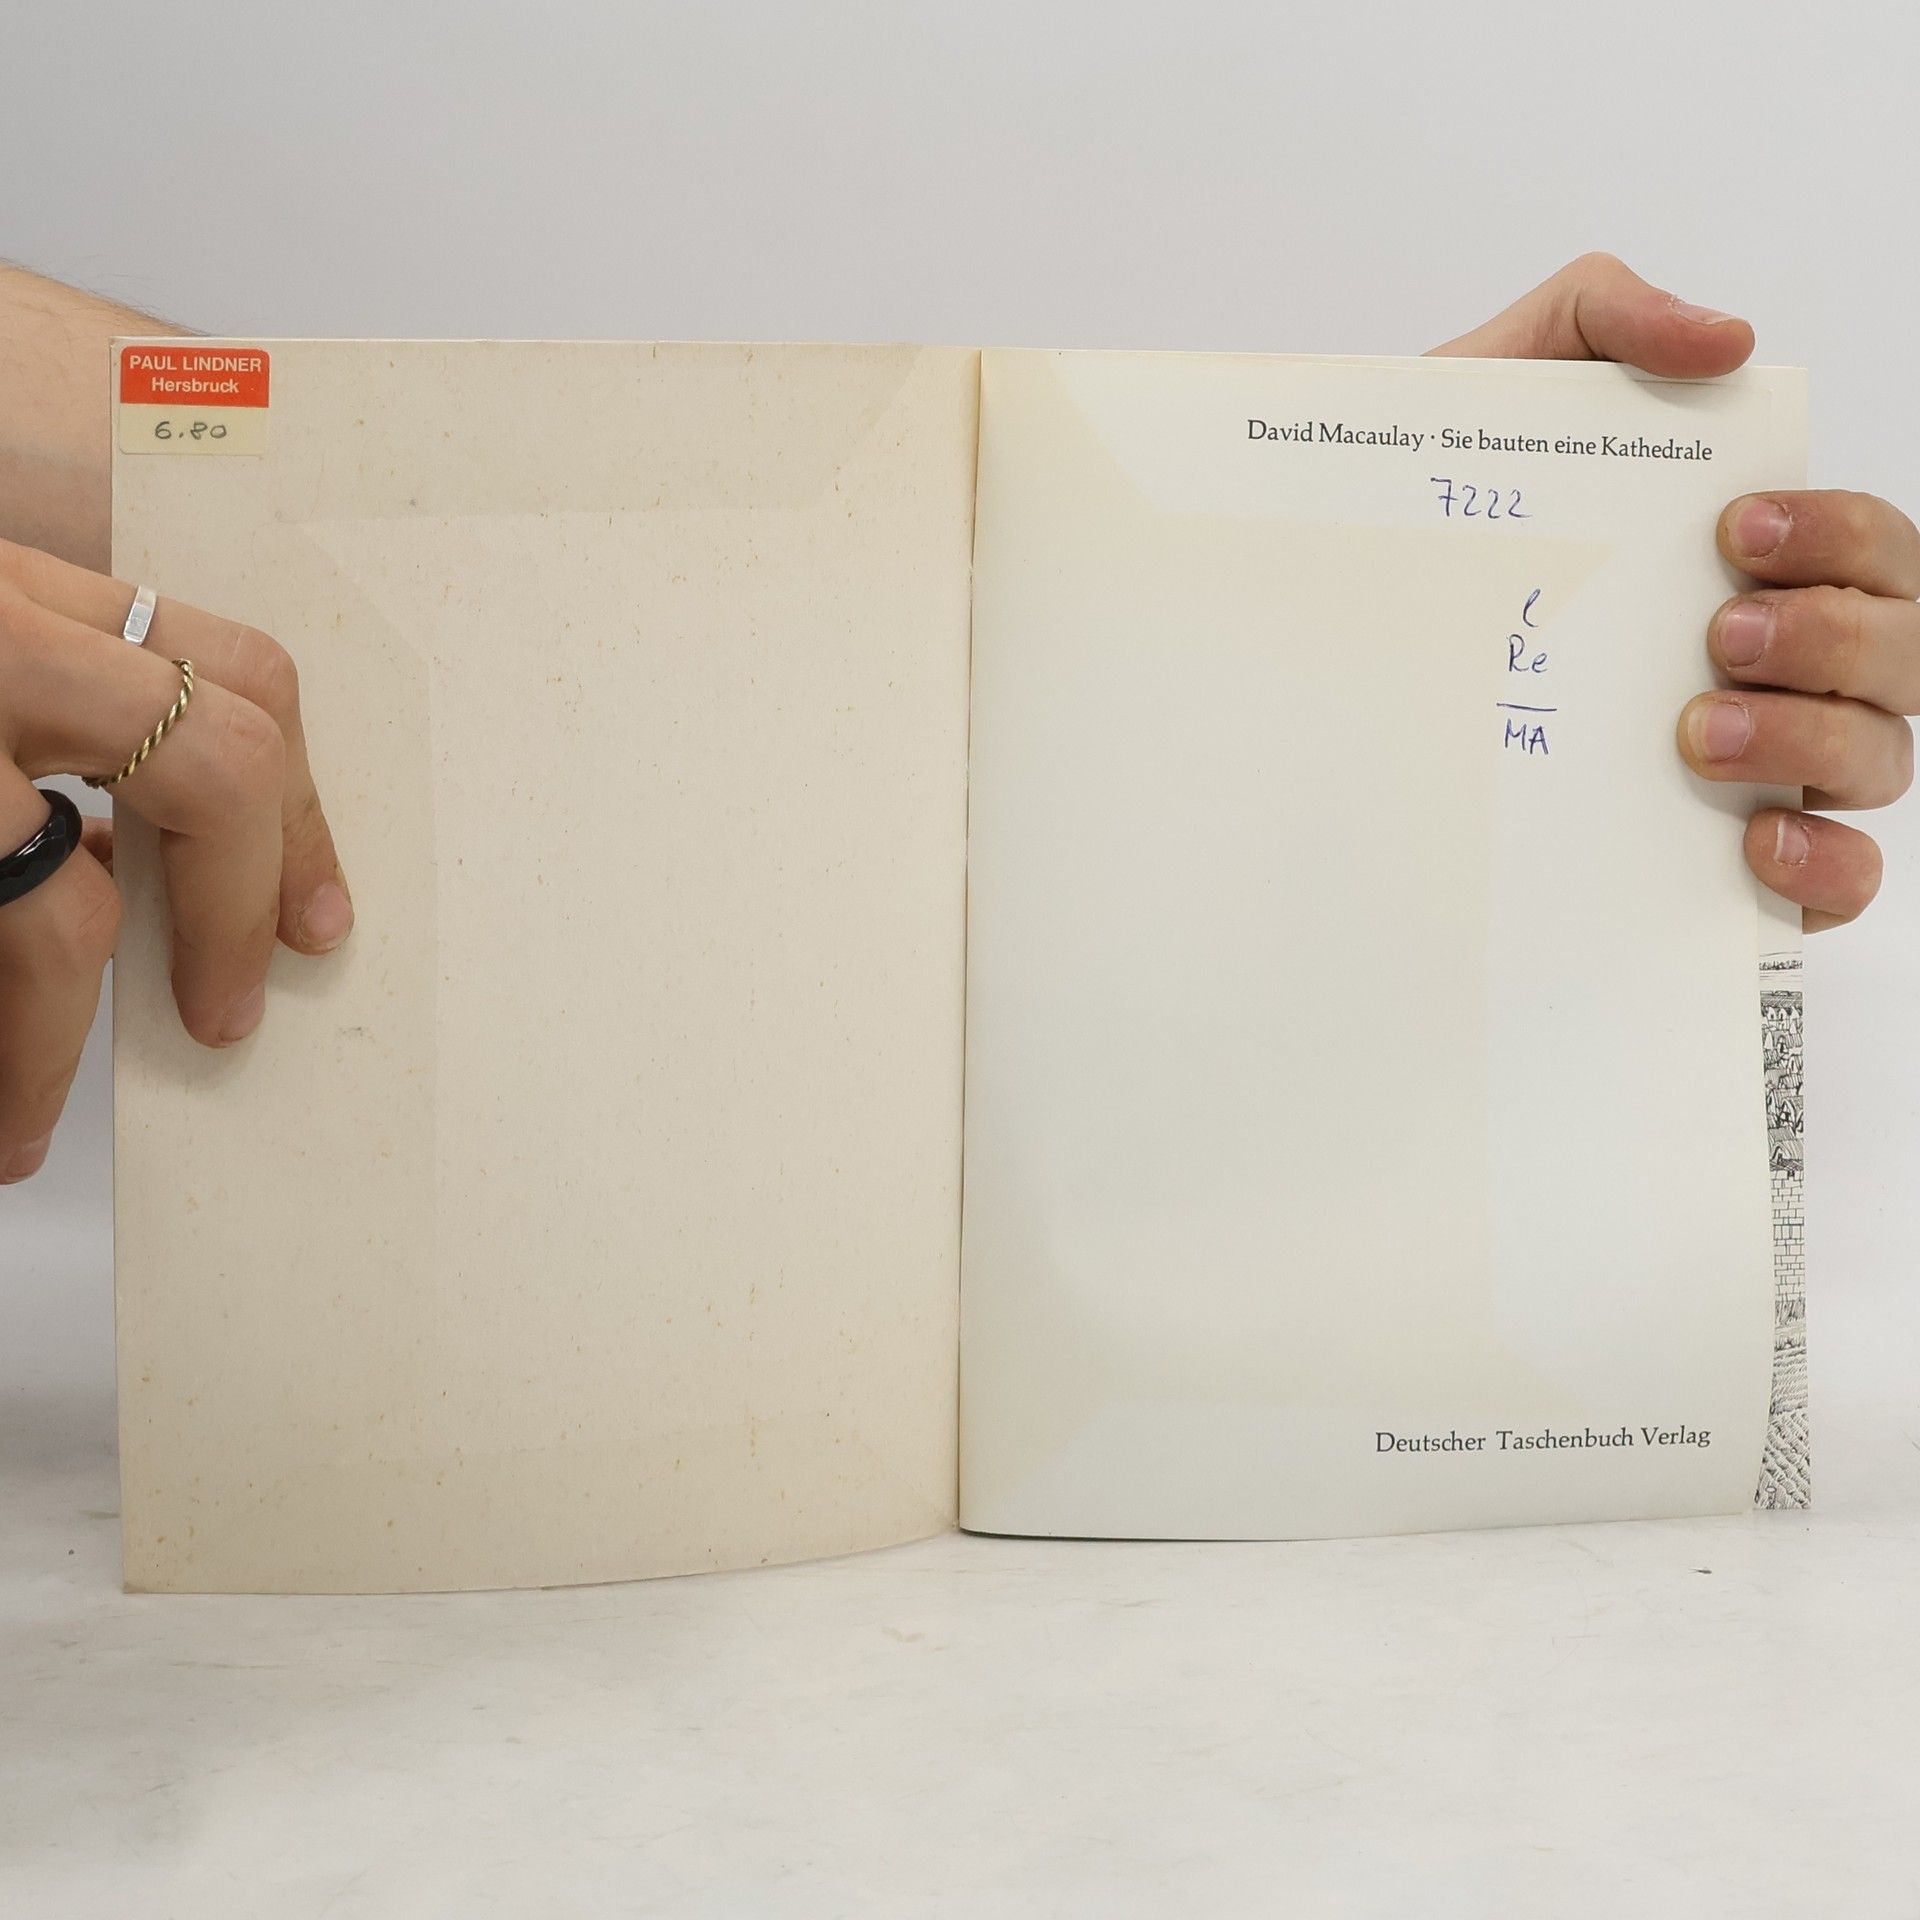 PAUL LINDNER
Hersbruck
6.80
David Macaulay · Sie bauten eine Kathedrale
7222
l
Re
MA
Deutscher Taschenbuch Verlag